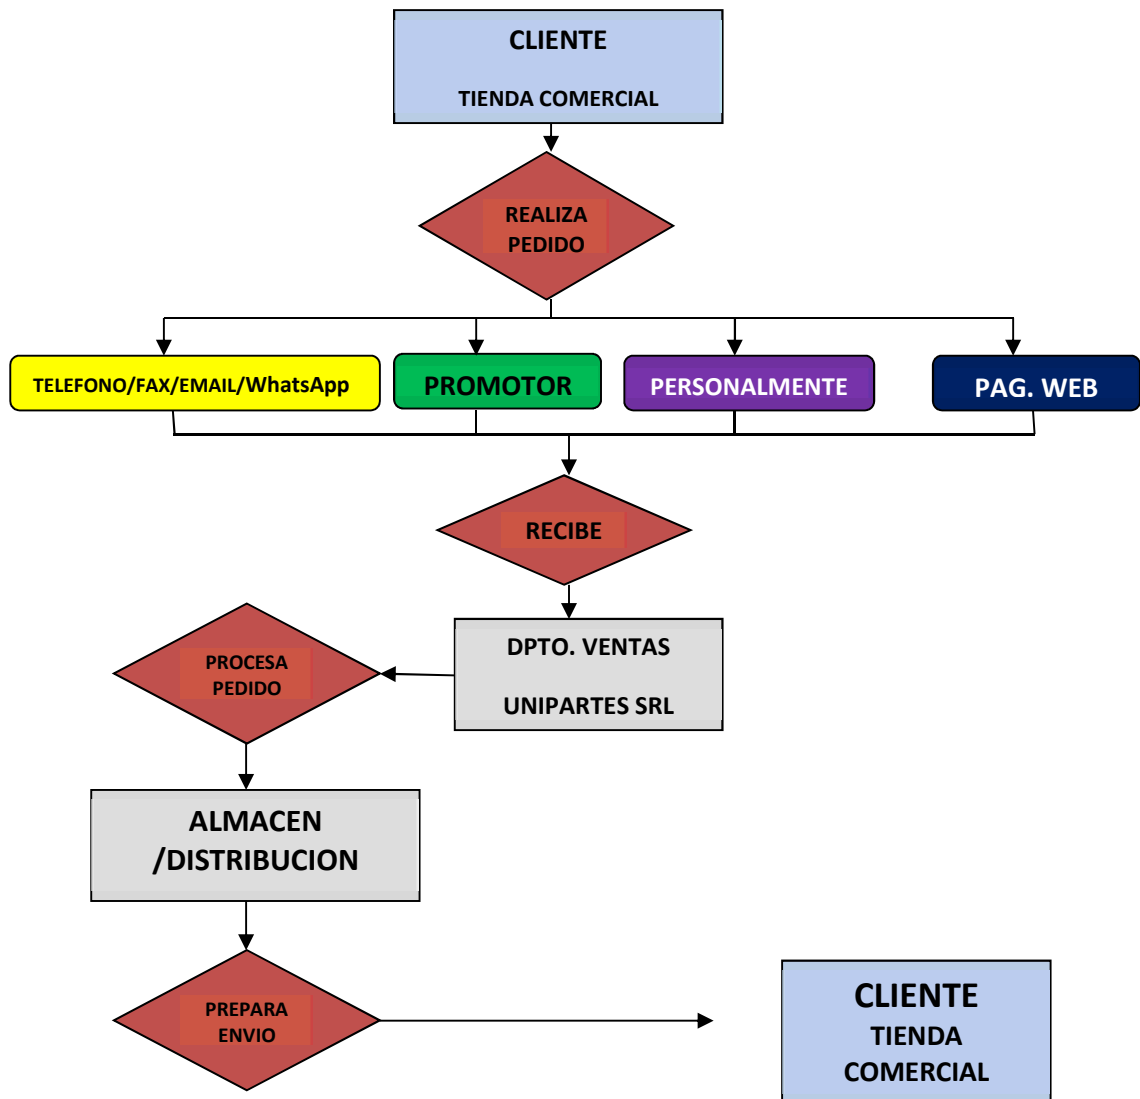 CLIENTE
TIENDA COMERCIAL
REALIZA
PEDIDO
TELEFONO/FAX/EMAIL/WhatsApp
PROMOTOR
PERSONALMENTE
PAG. WEB
RECIBE
DPTO. VENTAS
UNIPARTES SRL
PROCESA
PEDIDO
ALMACEN
/DISTRIBUCION
PREPARA
ENVIO
CLIENTE
TIENDA
COMERCIAL